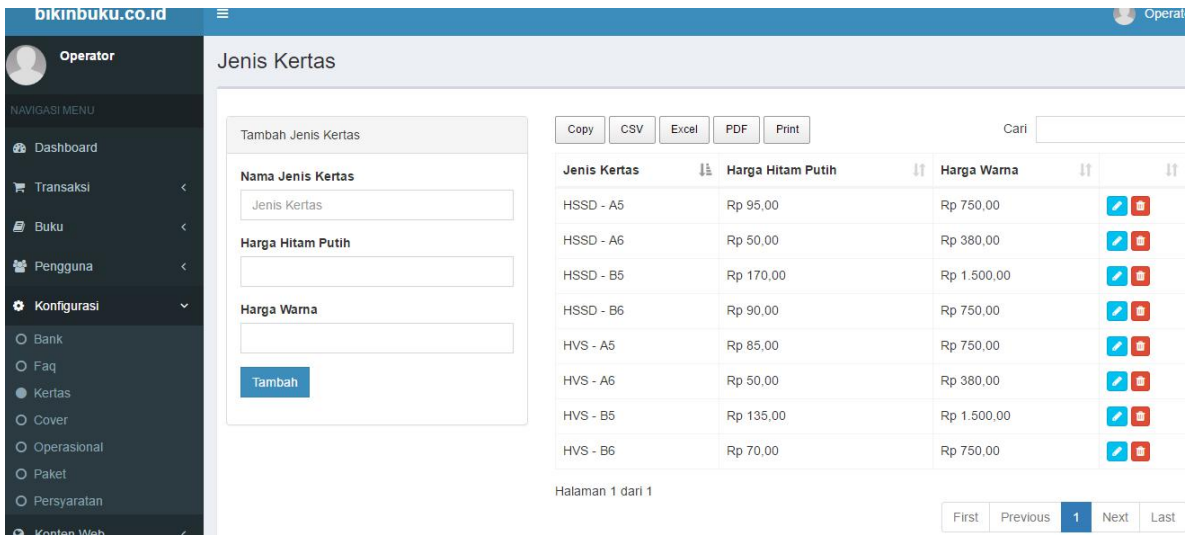 bikinbuku.co.id
Operator
Operator
NAVIGASI MENU
Dashboard
Transaksi
Buku
Pengguna
Konfigurasi
Bank
Faq
Kertas
Cover
Operasional
Paket
Persyaratan
Konten Web
Jenis Kertas
Tambah Jenis Kertas
Nama Jenis Kertas
Jenis Kertas
Harga Hitam Putih
Harga Warna
Tambah
Copy CSV Excel PDF Print Cari
Jenis Kertas Harga Hitam Putih Harga Warna
HSSD - A5 Rp 95,00 Rp 750,00
HSSD - A6 Rp 50,00 Rp 380,00
HSSD - B5 Rp 170,00 Rp 1.500,00
HSSD - B6 Rp 90,00 Rp 750,00
HVS - A5 Rp 85,00 Rp 750,00
HVS - A6 Rp 50,00 Rp 380,00
HVS - B5 Rp 135,00 Rp 1.500,00
HVS - B6 Rp 70,00 Rp 750,00
Halaman 1 dari 1
First Previous 1 Next Last